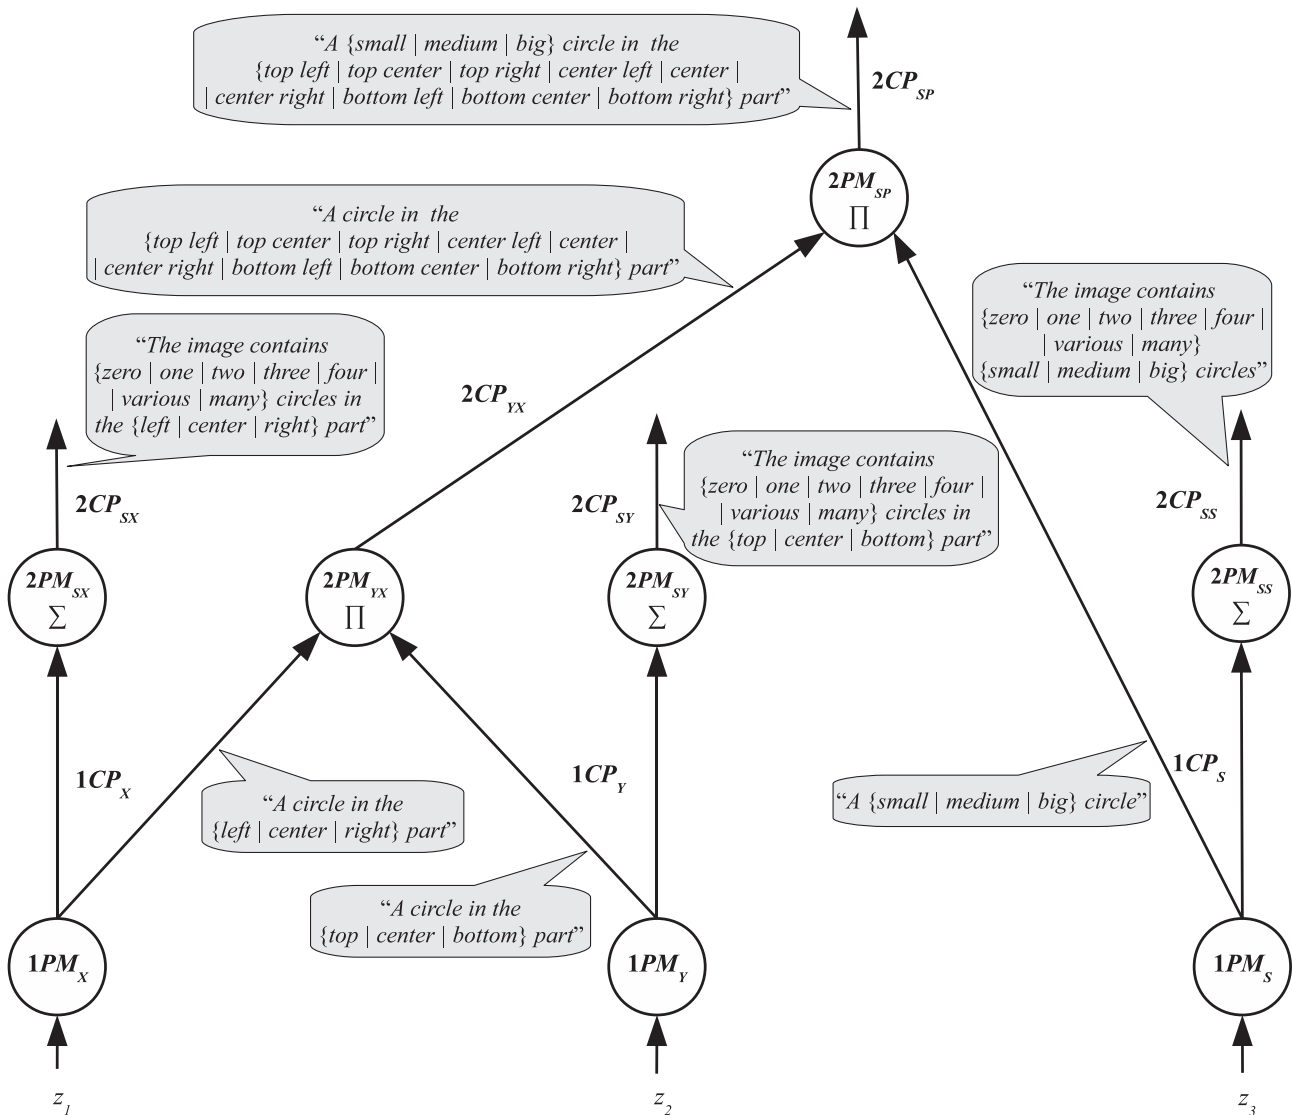 “A {small | medium | big} circle in the
{top left | top center | top right | center left | center |
| center right | bottom left | bottom center | bottom right} part”
2CP_SP
2PM_SP
∏
“A circle in the
{top left | top center | top right | center left | center |
| center right | bottom left | bottom center | bottom right} part”
“The image contains
{zero | one | two | three | four |
| various | many}
{small | medium | big} circles”
“The image contains
{zero | one | two | three | four |
| various | many} circles in
the {left | center | right} part”
2CP_YX
“The image contains
{zero | one | two | three | four |
| various | many} circles in
the {top | center | bottom} part”
2CP_SX
2CP_SY
2CP_SS
2PM_SX
∑
2PM_YX
∏
2PM_SY
∑
2PM_SS
∑
1CP_X
1CP_Y
1CP_S
“A circle in the
{left | center | right} part”
“A {small | medium | big} circle”
“A circle in the
{top | center | bottom} part”
1PM_X
1PM_Y
1PM_S
z_1
z_2
z_3